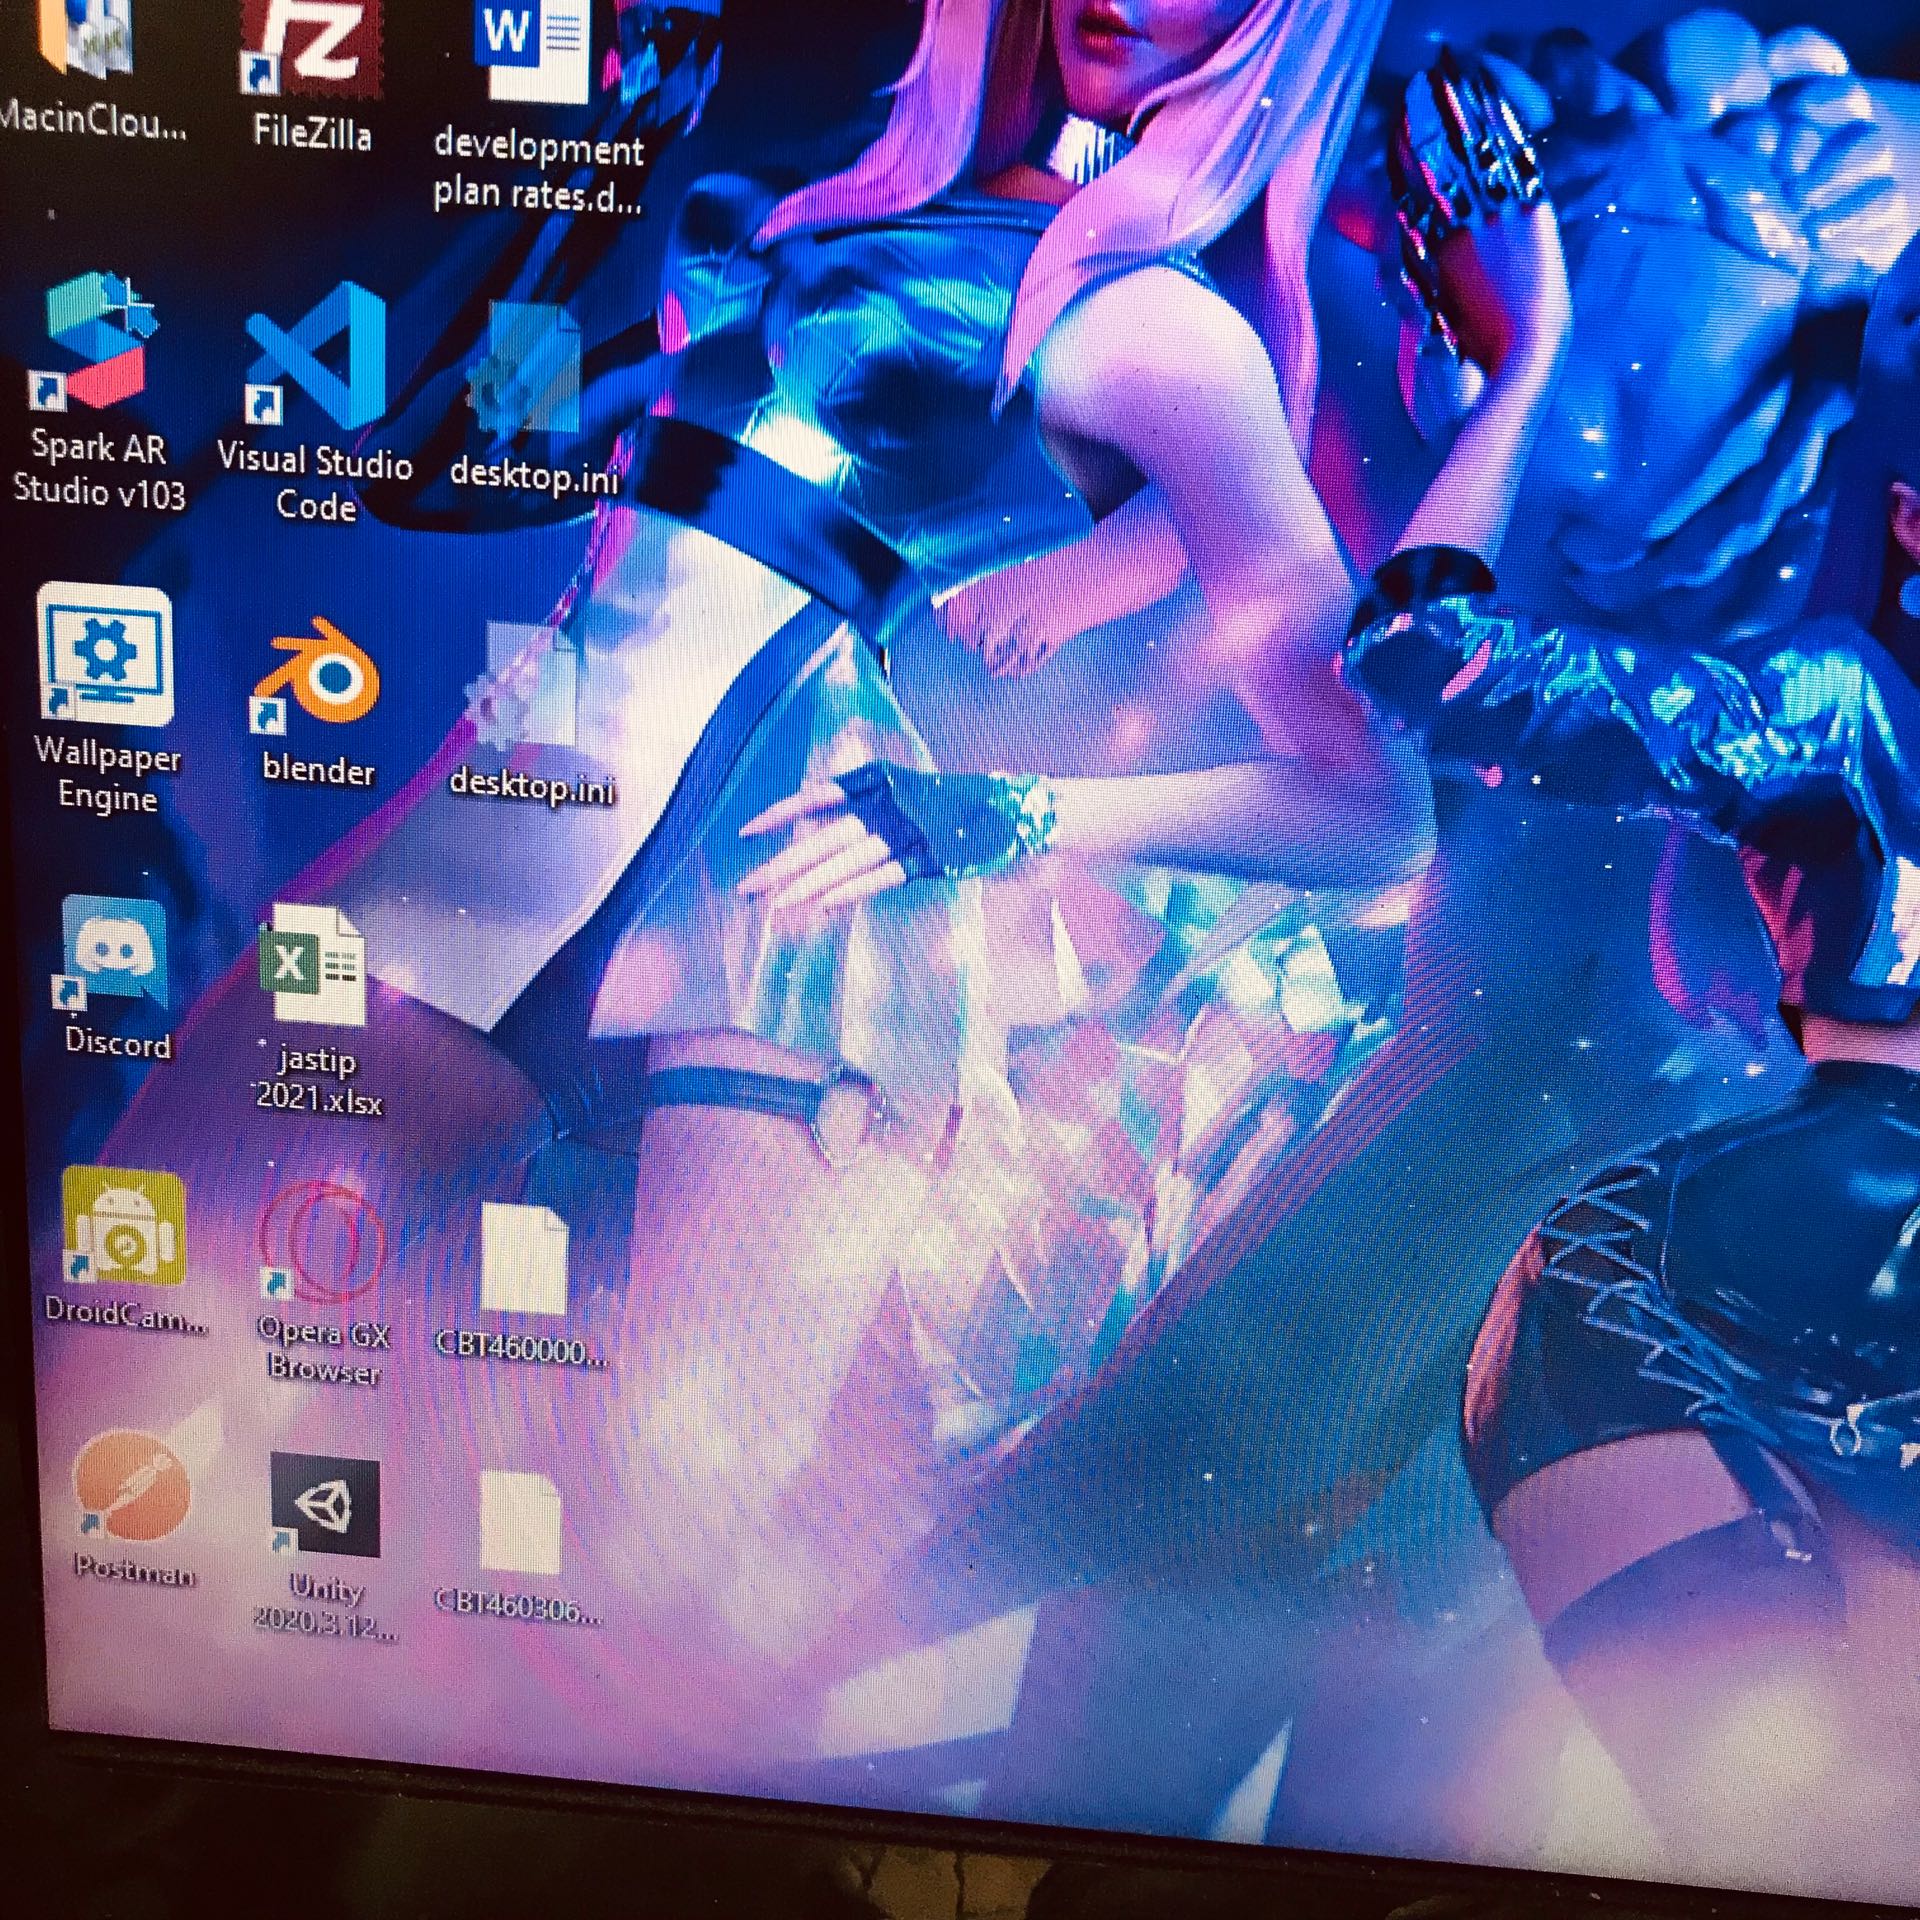 MacinClou...
FileZilla
W
development
plan rates.d...
Spark AR
Studio v103
Visual Studio
Code
desktop.ini
Wallpaper
Engine
blender
desktop.ini
Discord
X
jastip
2021.xlsx
DroidCam...
Opera GX
Browser
CBT460000...
Postman
Unity
2020.3.12...
CBT460306...